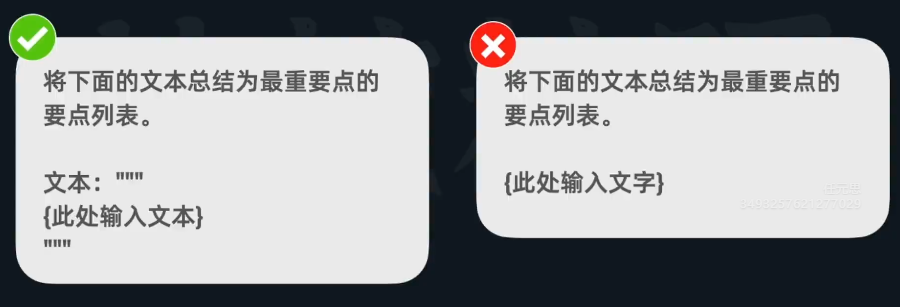 将下面的文本总结为最重要点的
要点列表。
文本："""
{此处输入文本}
"""
将下面的文本总结为最重要点的
要点列表。
{此处输入文字}